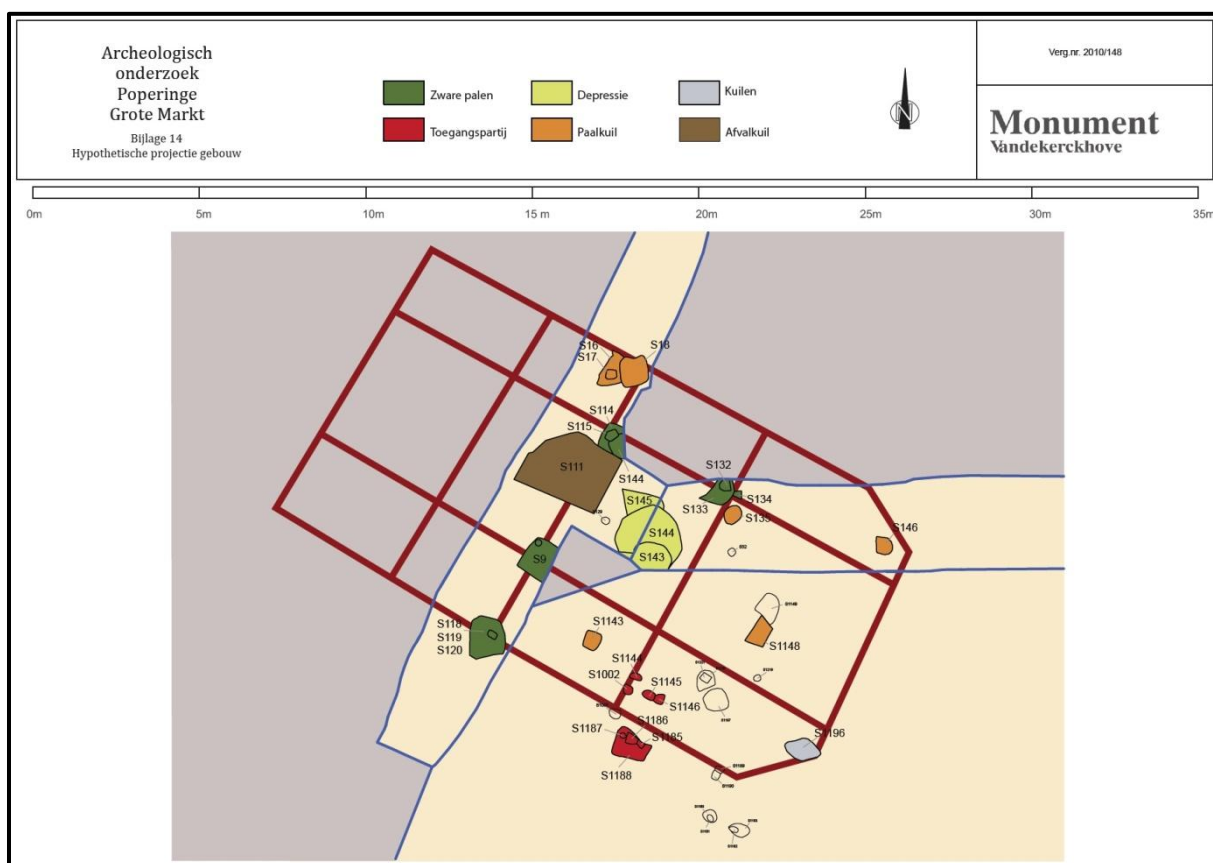 Archeologisch
onderzoek
Poperinge
Grote Markt
Bijlage 14
Hypothetische projectie gebouw
Zware palen
Depressie
Kuilen
Toegangspartij
Paalkuil
Afvalkuil
N
Verg.nr. 2010/148
Monument
Vandekerckhove
0m
5m
10m
15 m
20m
25m
30m
35m
S16
S17
S18
S114
S115
S111
S144
S132
S145
S133
S134
S135
S144
S146
S143
S9
S118
S119
S120
S1143
S1148
S1144
S1002
S1145
S1146
S1187
S1186
S1185
S1188
S1196